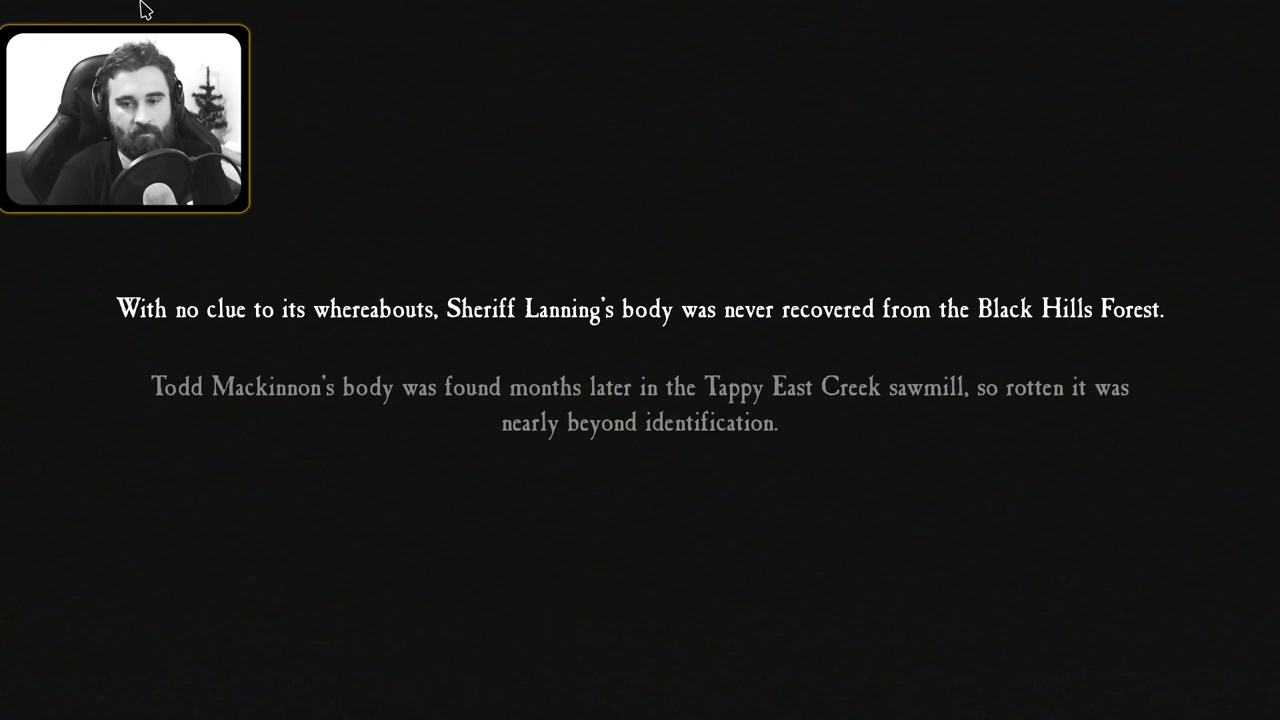 With no clue to its whereabouts, Sheriff Lanning's body was never recovered from the Black Hills Forest.
Todd Mackinnon's body was found months later in the Tappy East Creek sawmill, so rotten it was
nearly beyond identification.